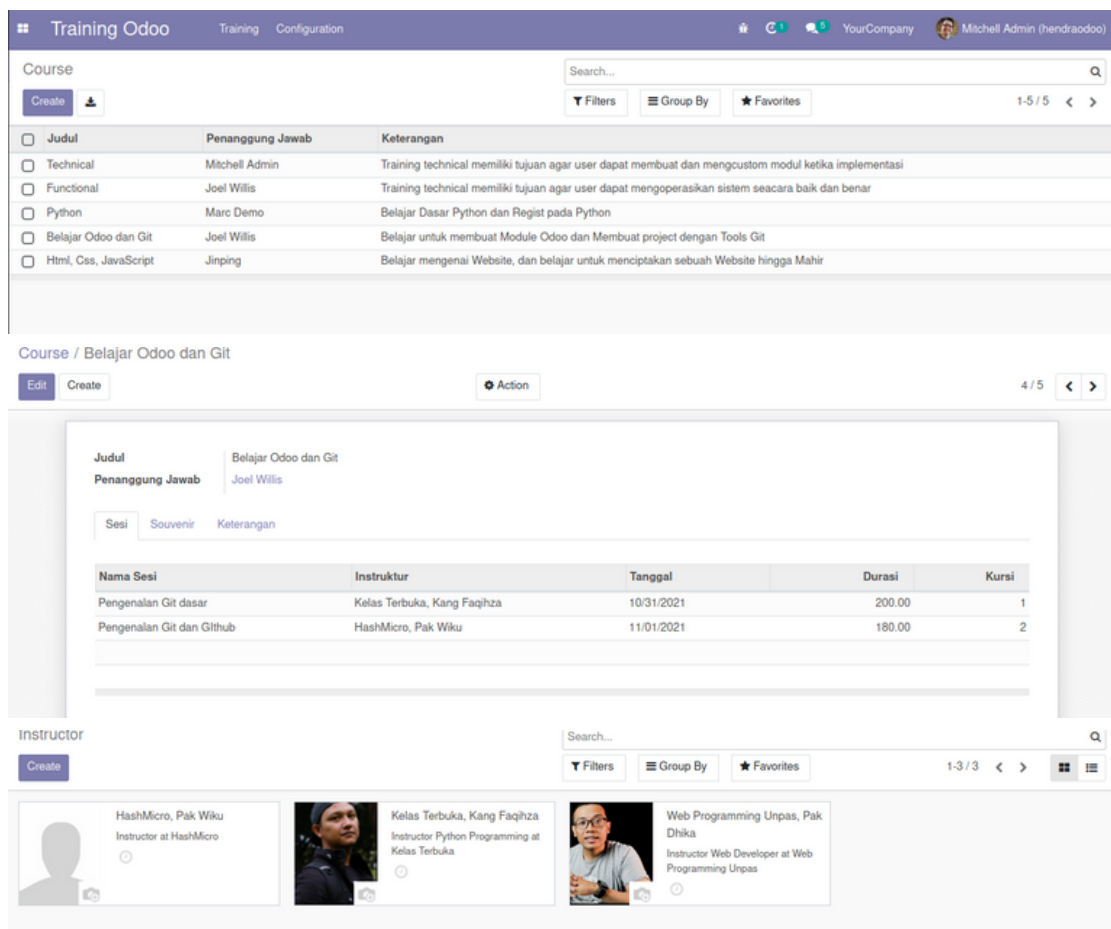 Training Odoo Training Configuration 1 5 YourCompany Mitchell Admin (hendraodoo)
Course Search...
Create Filters Group By Favorites 1-5 / 5
Judul Penanggung Jawab Keterangan
Technical Mitchell Admin Training technical memiliki tujuan agar user dapat membuat dan mengcustom modul ketika implementasi
Functional Joel Willis Training technical memiliki tujuan agar user dapat mengoperasikan sistem seacara baik dan benar
Python Marc Demo Belajar Dasar Python dan Regist pada Python
Belajar Odoo dan Git Joel Willis Belajar untuk membuat Module Odoo dan Membuat project dengan Tools Git
Html, Css, JavaScript Jinping Belajar mengenai Website, dan belajar untuk menciptakan sebuah Website hingga Mahir
Course / Belajar Odoo dan Git
Edit Create Action 4 / 5
Judul Belajar Odoo dan Git
Penanggung Jawab Joel Willis
Sesi Souvenir Keterangan
Nama Sesi Instruktur Tanggal Durasi Kursi
Pengenalan Git dasar Kelas Terbuka, Kang Faqihza 10/31/2021 200.00 1
Pengenalan Git dan GIthub HashMicro, Pak Wiku 11/01/2021 180.00 2
Instructor Search...
Create Filters Group By Favorites 1-3 / 3
HashMicro, Pak Wiku
Instructor at HashMicro
Kelas Terbuka, Kang Faqihza
Instructor Python Programming at
Kelas Terbuka
Web Programming Unpas, Pak
Dhika
Instructor Web Developer at Web
Programming Unpas